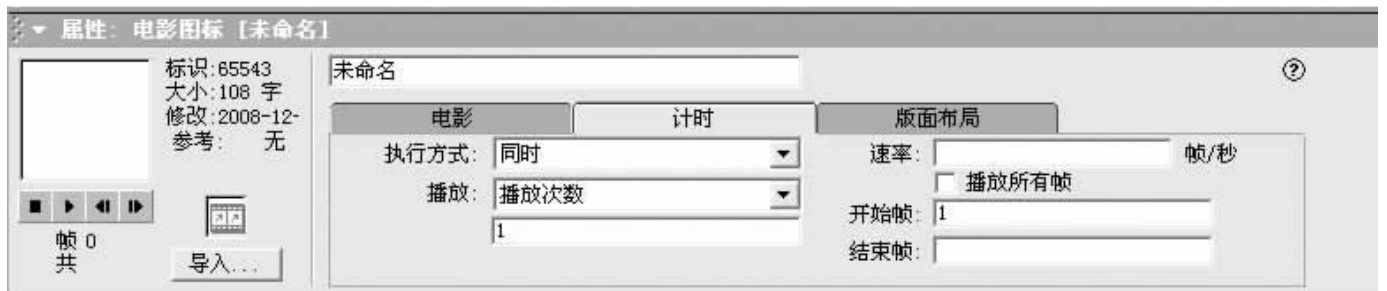 属性: 电影图标 [未命名]
标识:65543
大小:108 字
修改:2008-12-
参考: 无
帧 0
共
导入...
未命名
电影 计时 版面布局
执行方式: 同时
播放: 播放次数
1
速率: 帧/秒
播放所有帧
开始帧: 1
结束帧: